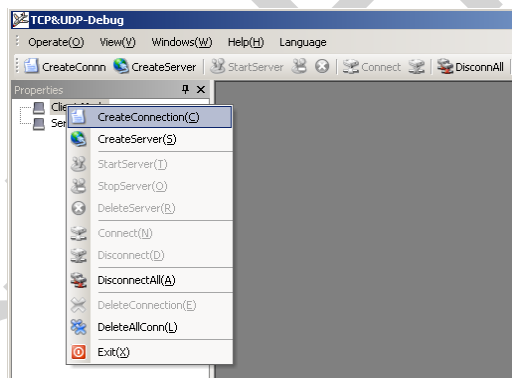 TCP&UDP-Debug
Operate(O) View(V) Windows(W) Help(H) Language
CreateConnn CreateServer StartServer Connect DisconnAll
Properties
CreateConnection(C)
CreateServer(S)
StartServer(T)
StopServer(O)
DeleteServer(R)
Connect(N)
Disconnect(D)
DisconnectAll(A)
DeleteConnection(E)
DeleteAllConn(L)
Exit(X)